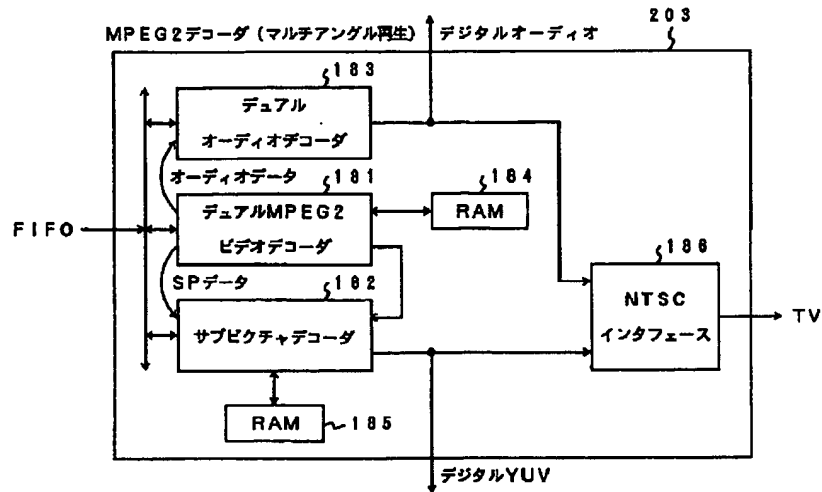 203
MPEG2デコーダ(マルチアングル再生)
デジタルオーディオ
183
デュアル
オーディオデコーダ
オーディオデータ
181
184
デュアルMPEG2
ビデオデコーダ
RAM
FIFO
186
SPデータ
182
NTSC
インタフェース
TV
サブピクチャデコーダ
RAM
185
デジタルYUV